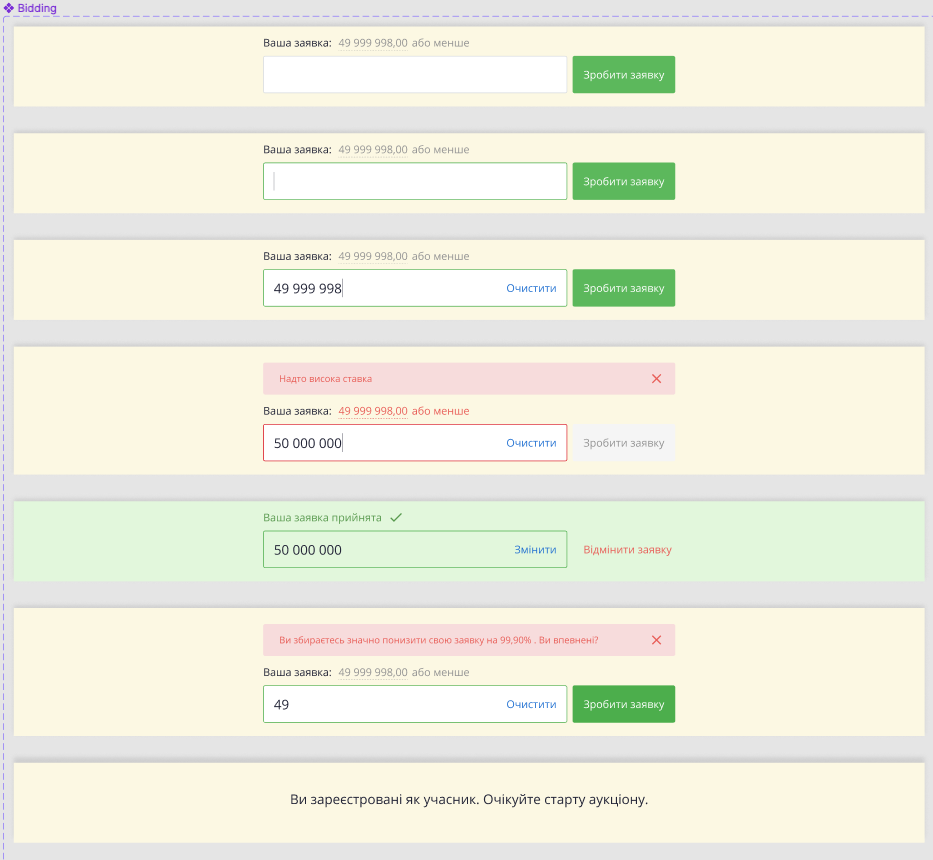 Bidding
Ваша заявка: 49 999 998,00 або менше
Зробити заявку
Ваша заявка: 49 999 998,00 або менше
Зробити заявку
Ваша заявка: 49 999 998,00 або менше
49 999 998 Очистити Зробити заявку
Надто висока ставка
Ваша заявка: 49 999 998,00 або менше
50 000 000 Очистити Зробити заявку
Ваша заявка прийнята
50 000 000 Змінити Відмінити заявку
Ви збираєтесь значно понизити свою заявку на 99,90% . Ви впевнені?
Ваша заявка: 49 999 998,00 або менше
49 Очистити Зробити заявку
Ви зареєстровані як учасник. Очікуйте старту аукціону.